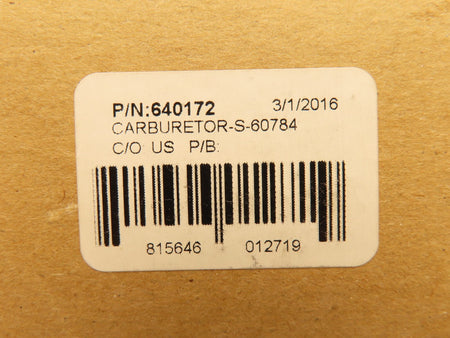 P/N:640172 3/1/2016
CARBURETOR-S-60784
C/O: US P/B:
815646 012719